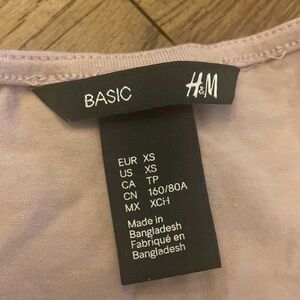 BASIC H&M
EUR XS
US XS
CA TP
CN 160/80A
MX XCH
Made in
Bangladesh
Fabriqué en
Bangladesh